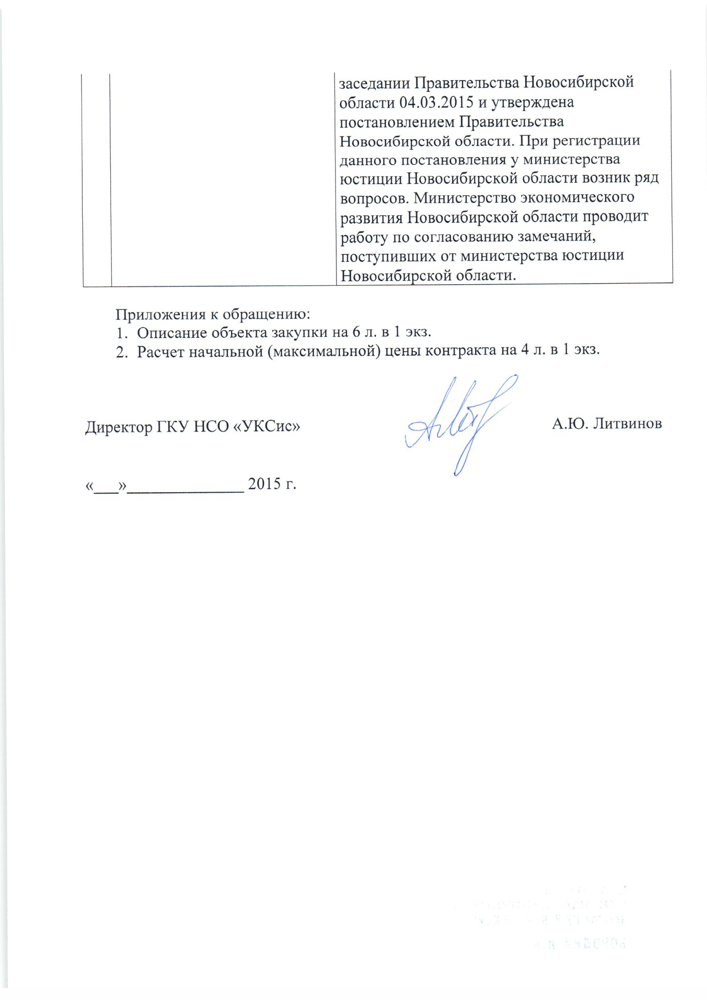 заседании Правительства Новосибирской
области 04.03.2015 и утверждена
постановлением Правительства
Новосибирской области. При регистрации
данного постановления у министерства
юстиции Новосибирской области возник ряд
вопросов. Министерство экономического
развития Новосибирской области проводит
работу по согласованию замечаний,
поступивших от министерства юстиции
Новосибирской области.
Приложения к обращению:
1. Описание объекта закупки на 6 л. в 1 экз.
2. Расчет начальной (максимальной) цены контракта на 4 л. в 1 экз.
Директор ГКУ НСО «УКСис» А.Ю. Литвинов
«___»______________ 2015 г.